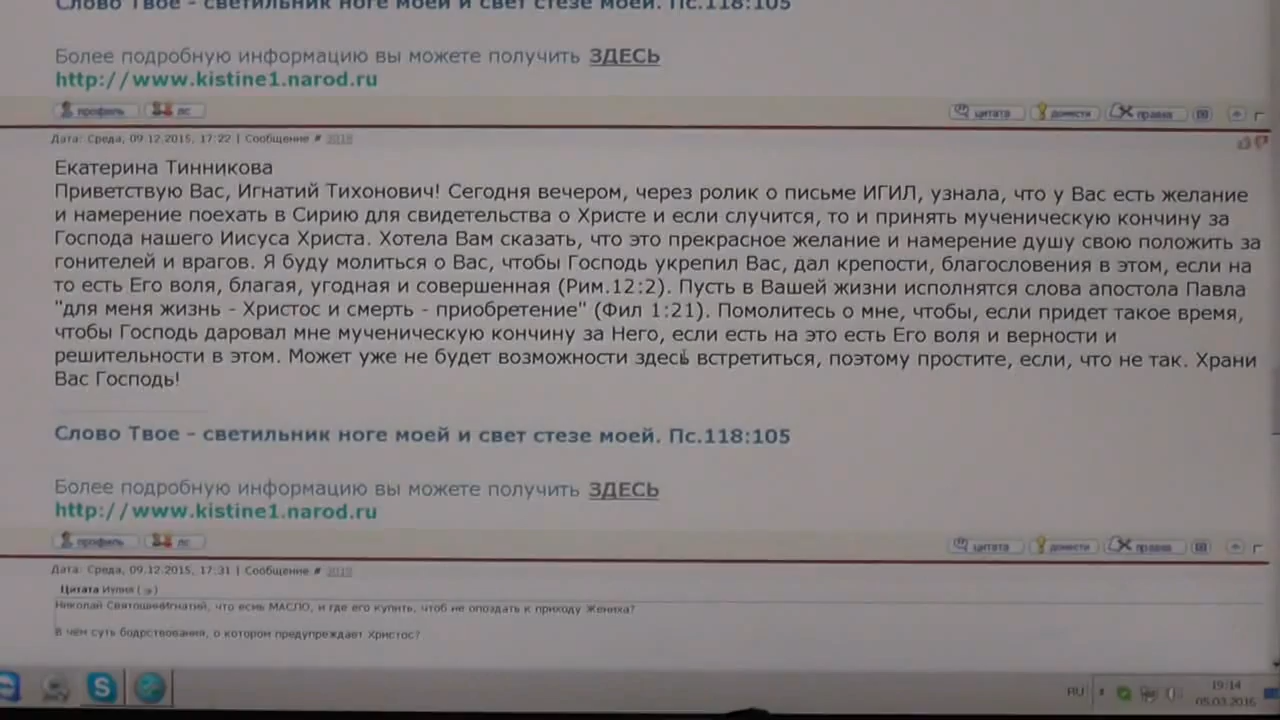 Слово Твое - светильник ноге моей и свет стезе моей. Пс.118:105
Более подробную информацию вы можете получить ЗДЕСЬ
http://www.kistine1.narod.ru
профиль лс цитата донести правка
Дата: Среда, 09.12.2015, 17:22 | Сообщение #
Екатерина Тинникова
Приветствую Вас, Игнатий Тихонович! Сегодня вечером, через ролик о письме ИГИЛ, узнала, что у Вас есть желание
и намерение поехать в Сирию для свидетельства о Христе и если случится, то и принять мученическую кончину за
Господа нашего Иисуса Христа. Хотела Вам сказать, что это прекрасное желание и намерение душу свою положить за
гонителей и врагов. Я буду молиться о Вас, чтобы Господь укрепил Вас, дал крепости, благословения в этом, если на
то есть Его воля, благая, угодная и совершенная (Рим.12:2). Пусть в Вашей жизни исполнятся слова апостола Павла
"для меня жизнь - Христос и смерть - приобретение" (Фил 1:21). Помолитесь о мне, чтобы, если придет такое время,
чтобы Господь даровал мне мученическую кончину за Него, если есть на это есть Его воля и верности и
решительности в этом. Может уже не будет возможности здесь встретиться, поэтому простите, если, что не так. Храни
Вас Господь!
Слово Твое - светильник ноге моей и свет стезе моей. Пс.118:105
Более подробную информацию вы можете получить ЗДЕСЬ
http://www.kistine1.narod.ru
профиль лс цитата донести правка
Дата: Среда, 09.12.2015, 17:31 | Сообщение #
Цитата Иулия
Николай СвятошевИгнатий, что есмь МАСЛО, и где его купить, чтоб не опоздать к приходу Жениха?
В чём суть бодрствования, о котором предупреждает Христос?
RU 19:14
05.03.2016